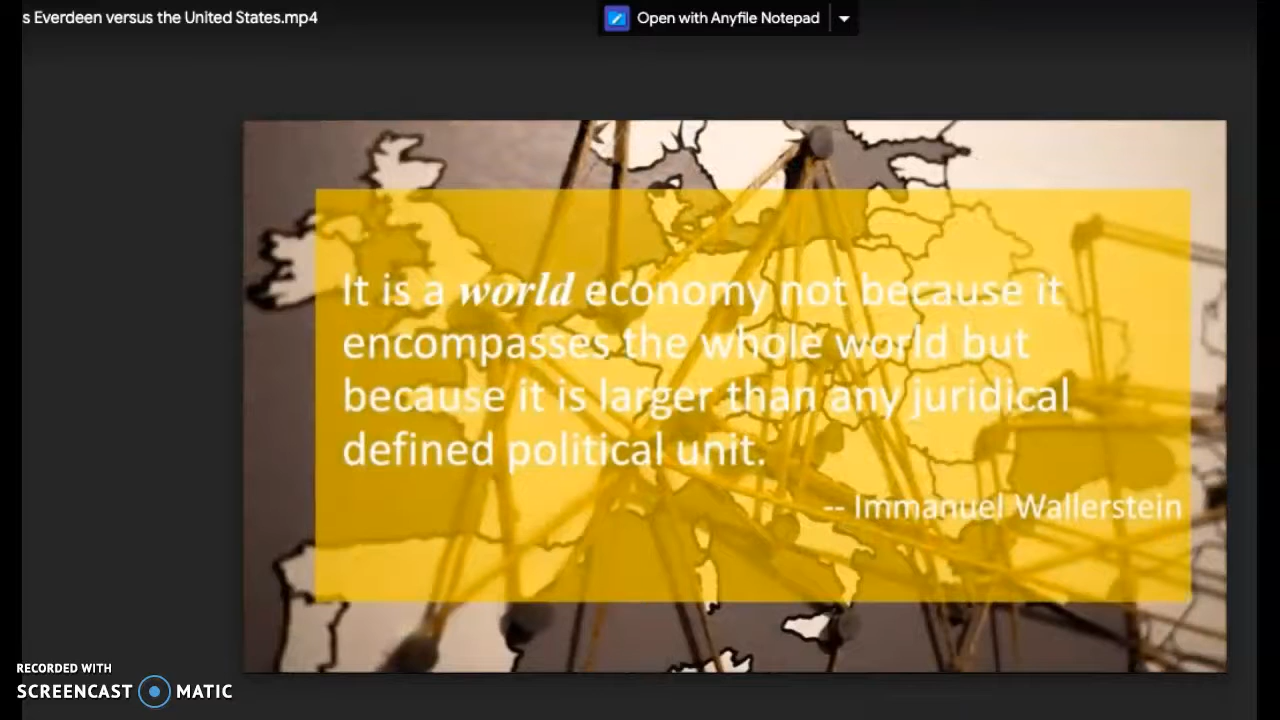 s Everdeen versus the United States.mp4
Open with Anyfile Notepad
It is a world economy not because it
encompasses the whole world but
because it is larger than any juridical
defined political unit.
-- Immanuel Wallerstein
RECORDED WITH
SCREENCAST MATIC